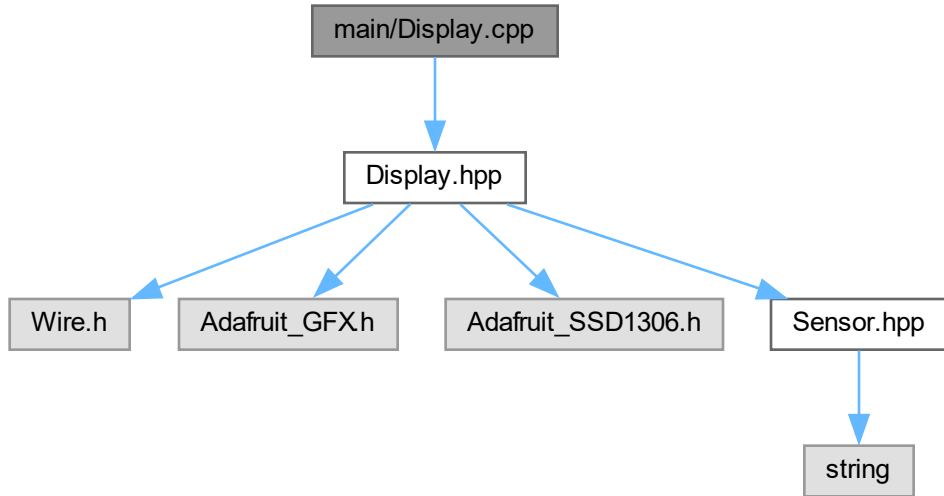 main/Display.cpp
Display.hpp
Wire.h
Adafruit_GFX.h
Adafruit_SSD1306.h
Sensor.hpp
string